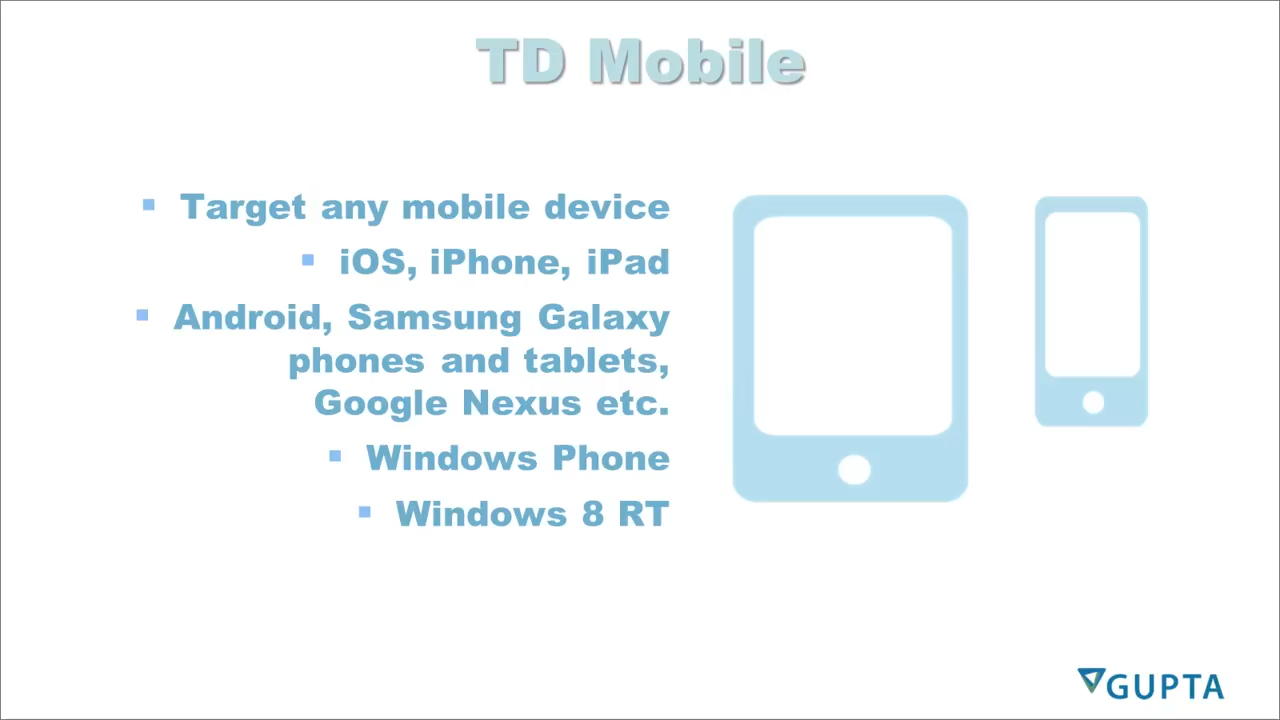 TD Mobile
▪ Target any mobile device
▪ iOS, iPhone, iPad
▪ Android, Samsung Galaxy
phones and tablets,
Google Nexus etc.
▪ Windows Phone
▪ Windows 8 RT
GUPTA